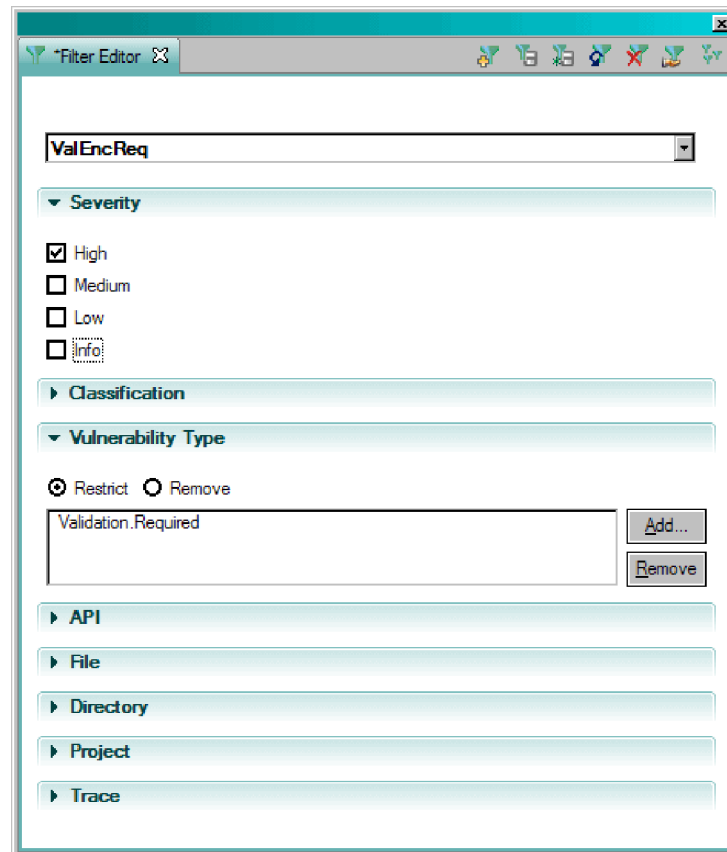 *Filter Editor
ValEncReq
Severity
High
Medium
Low
Info
Classification
Vulnerability Type
Restrict Remove
Validation.Required
Add...
Remove
API
File
Directory
Project
Trace